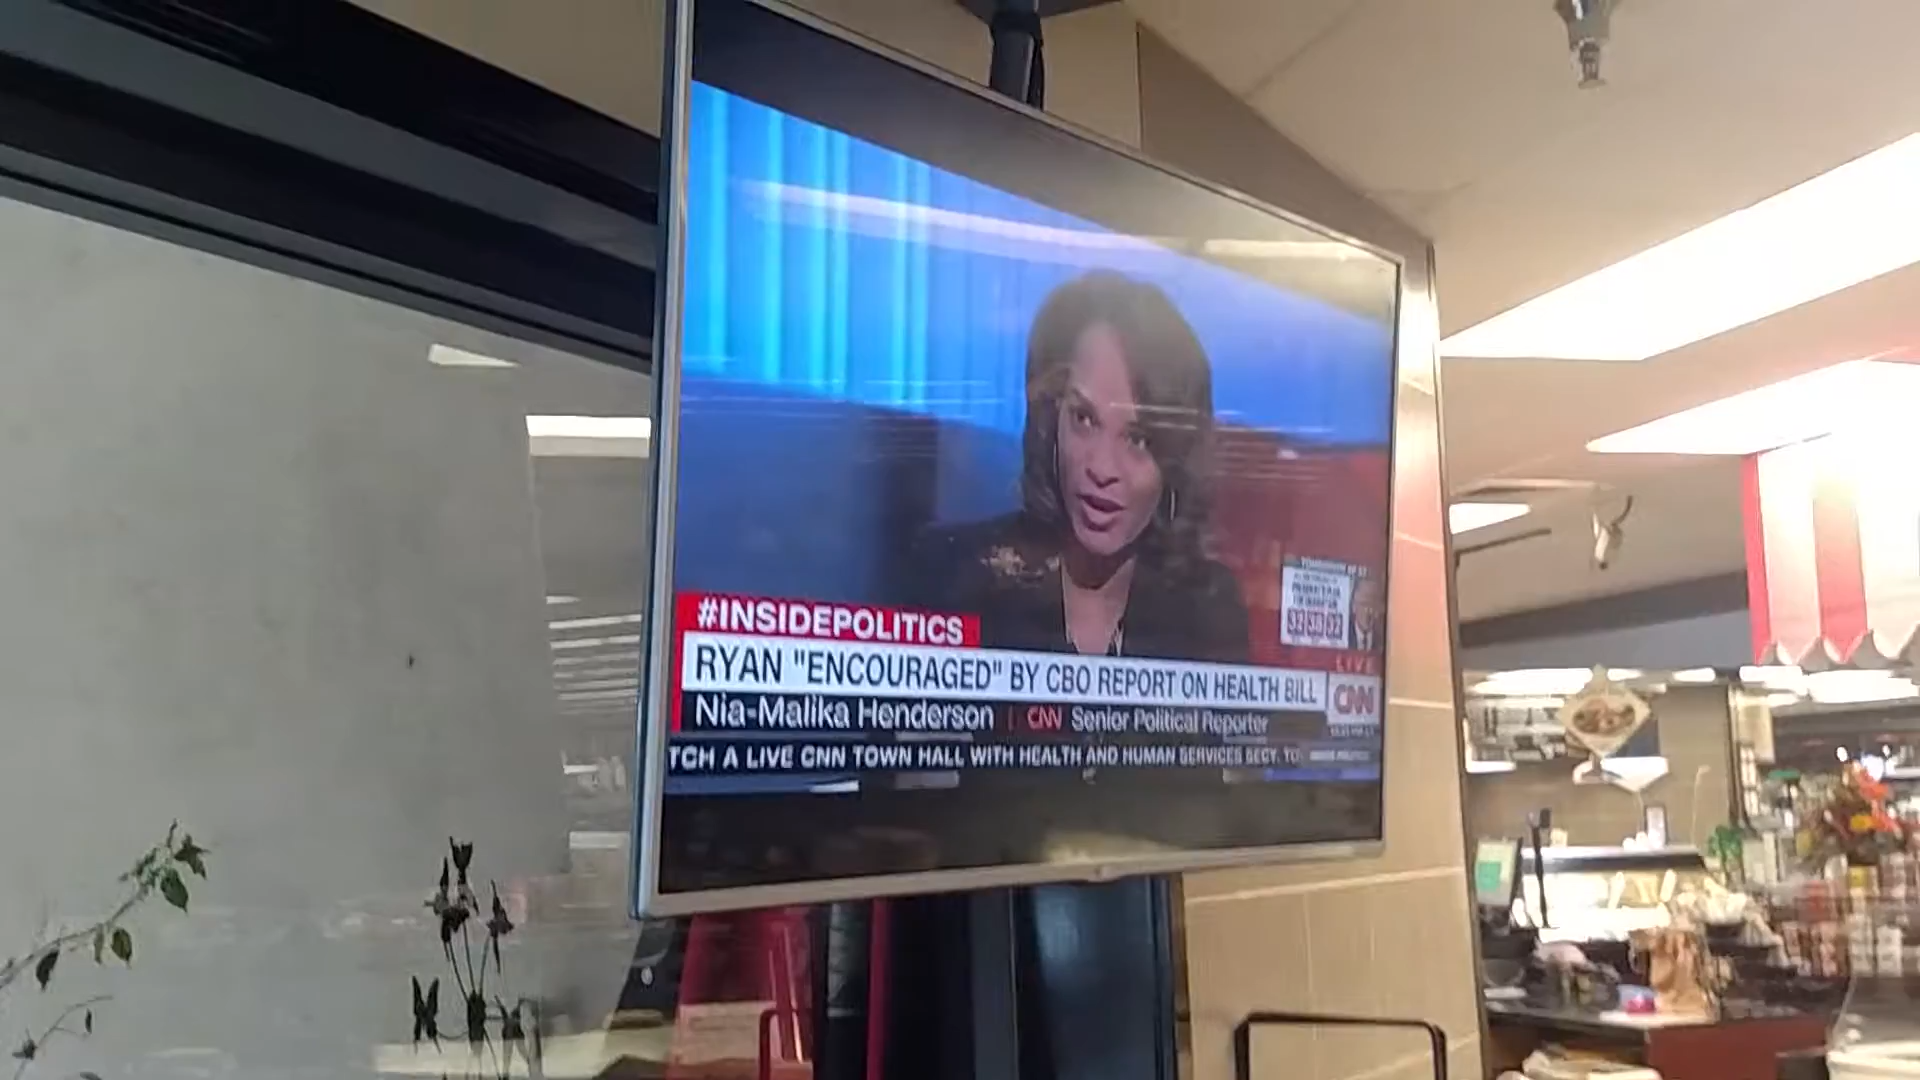 #INSIDEPOLITICS
RYAN "ENCOURAGED" BY CBO REPORT ON HEALTH BILL
CNN
Nia-Malika Henderson | CNN Senior Political Reporter
LIVE
TCH A LIVE CNN TOWN HALL WITH HEALTH AND HUMAN SERVICES SECY. TO